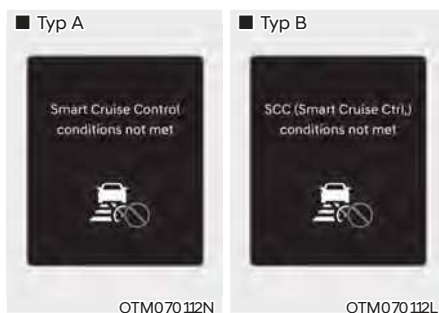 ■ Typ A
Smart Cruise Control
conditions not met
OTM070112N
■ Typ B
SCC (Smart Cruise Ctrl.)
conditions not met
OTM070112L